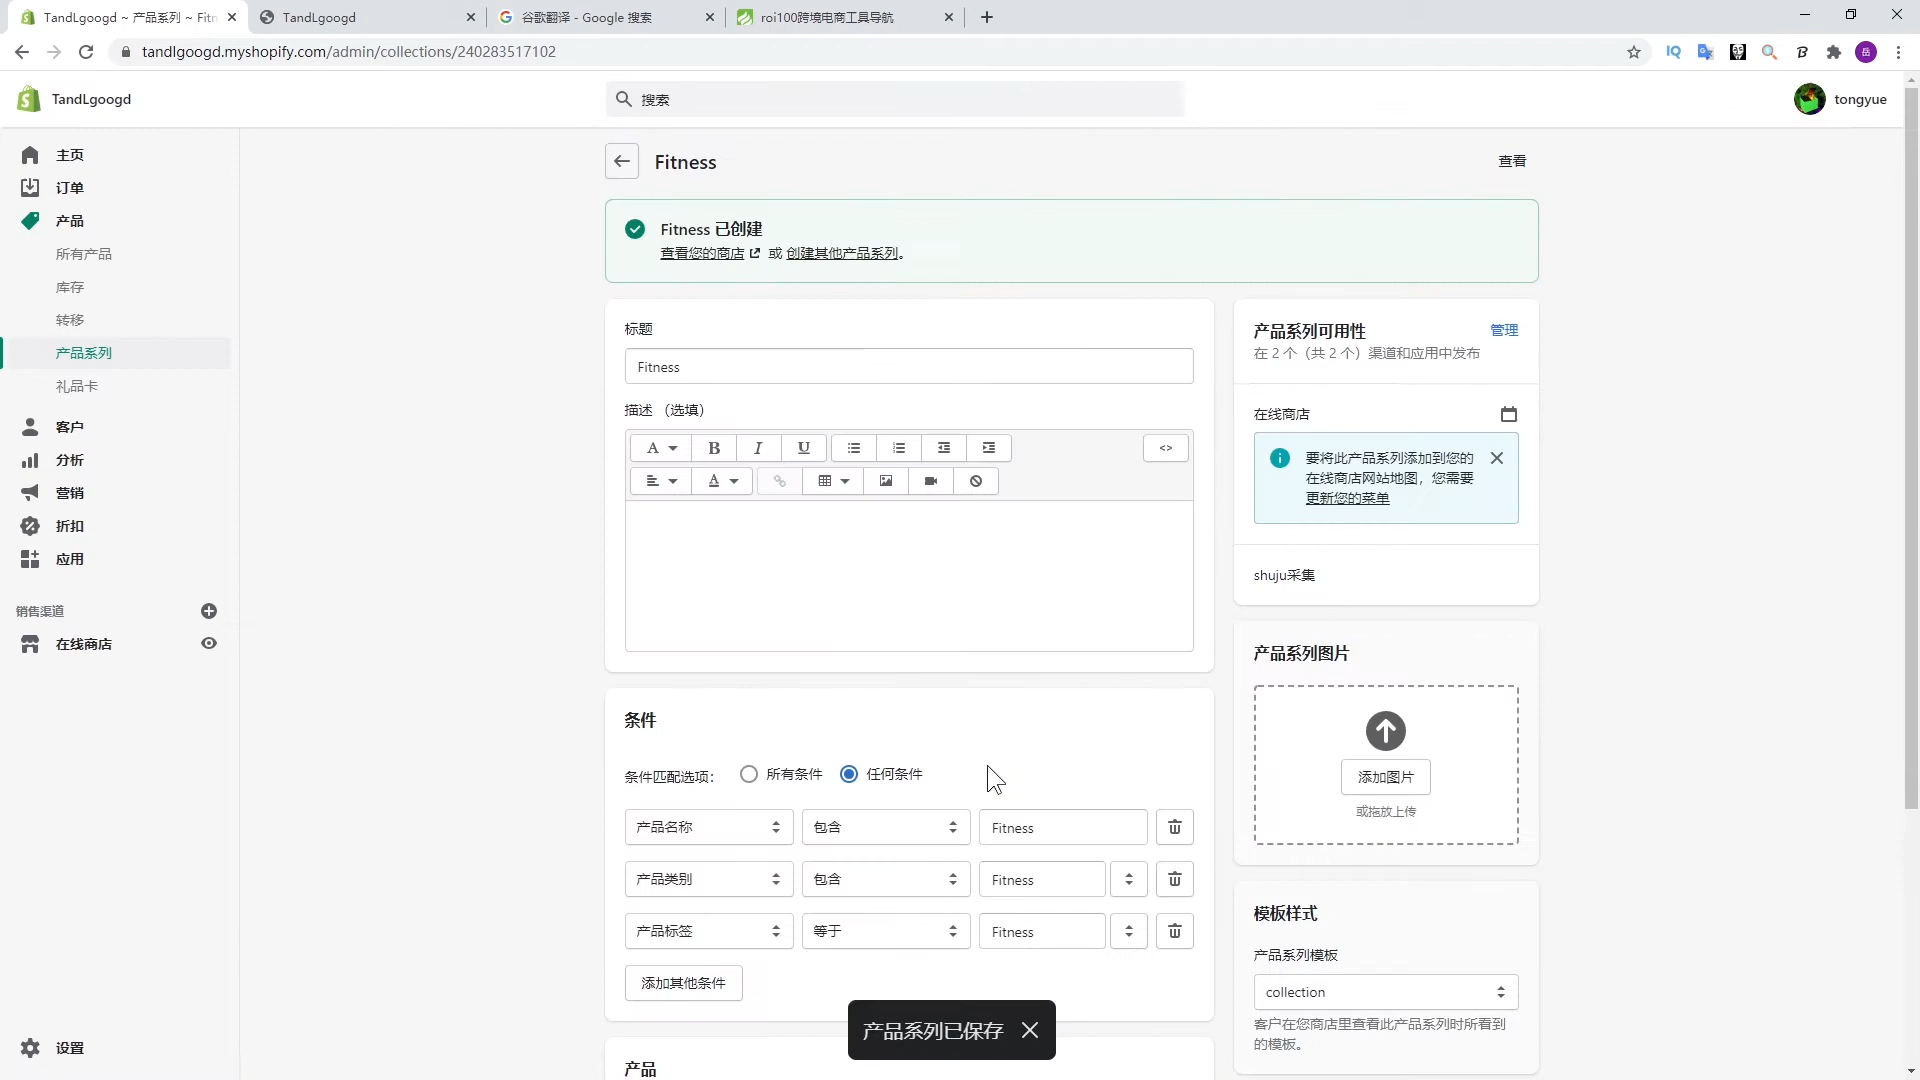 TandLgoogd ~ 产品系列 ~ Fitn
TandLgoogd
谷歌翻译 - Google 搜索
roi100跨境电商工具导航
tandlgoogd.myshopify.com/admin/collections/240283517102
TandLgoogd
搜索
tongyue
主页
订单
产品
所有产品
库存
转移
产品系列
礼品卡
客户
分析
营销
折扣
应用
销售渠道
在线商店
设置
Fitness
查看
Fitness 已创建
查看您的商店 或 创建其他产品系列。
标题
Fitness
描述 （选填）
A B I U <>
A
条件
条件匹配选项： 所有条件 任何条件
产品名称 包含 Fitness
产品类别 包含 Fitness
产品标签 等于 Fitness
添加其他条件
产品
产品系列已保存
产品系列可用性 管理
在 2 个（共 2 个）渠道和应用中发布
在线商店
要将此产品系列添加到您的
在线商店网站地图，您需要
更新您的菜单
shuju采集
产品系列图片
添加图片
或拖放上传
模板样式
产品系列模板
collection
客户在您商店里查看此产品系列时所看到
的模板。